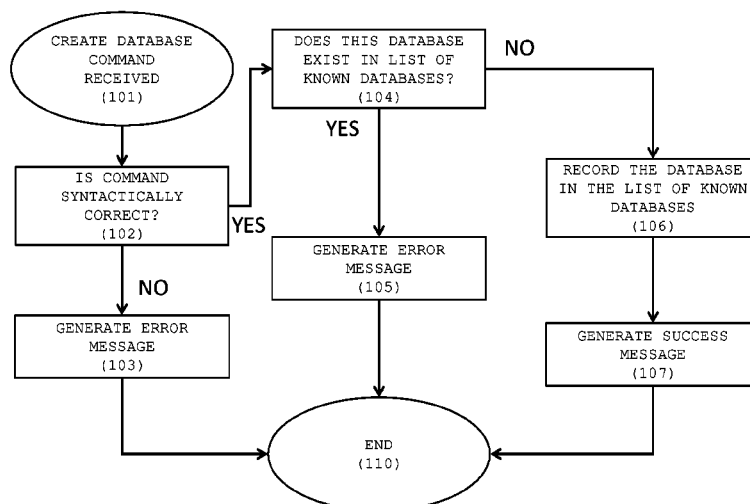 CREATE DATABASE
COMMAND
RECEIVED
(101)
IS COMMAND
SYNTACTICALLY
CORRECT?
(102)
YES
NO
GENERATE ERROR
MESSAGE
(103)
DOES THIS DATABASE
EXIST IN LIST OF
KNOWN DATABASES?
(104)
NO
YES
GENERATE ERROR
MESSAGE
(105)
RECORD THE DATABASE
IN THE LIST OF KNOWN
DATABASES
(106)
GENERATE SUCCESS
MESSAGE
(107)
END
(110)